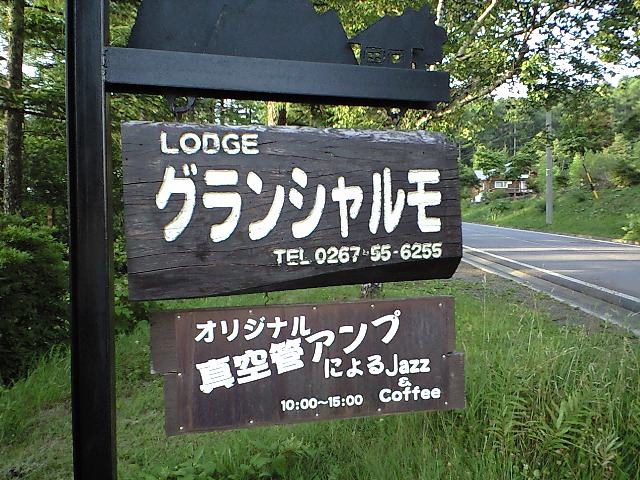 LODGE
グランシャルモ
TEL 0267-55-6255
オリジナル
真空管アンプ
によるJazz
&
10:00~15:00 Coffee